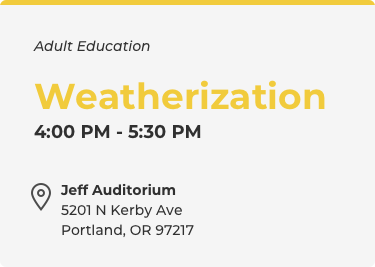 Adult Education
Weatherization
4:00 PM - 5:30 PM
Jeff Auditorium
5201 N Kerby Ave
Portland, OR 97217